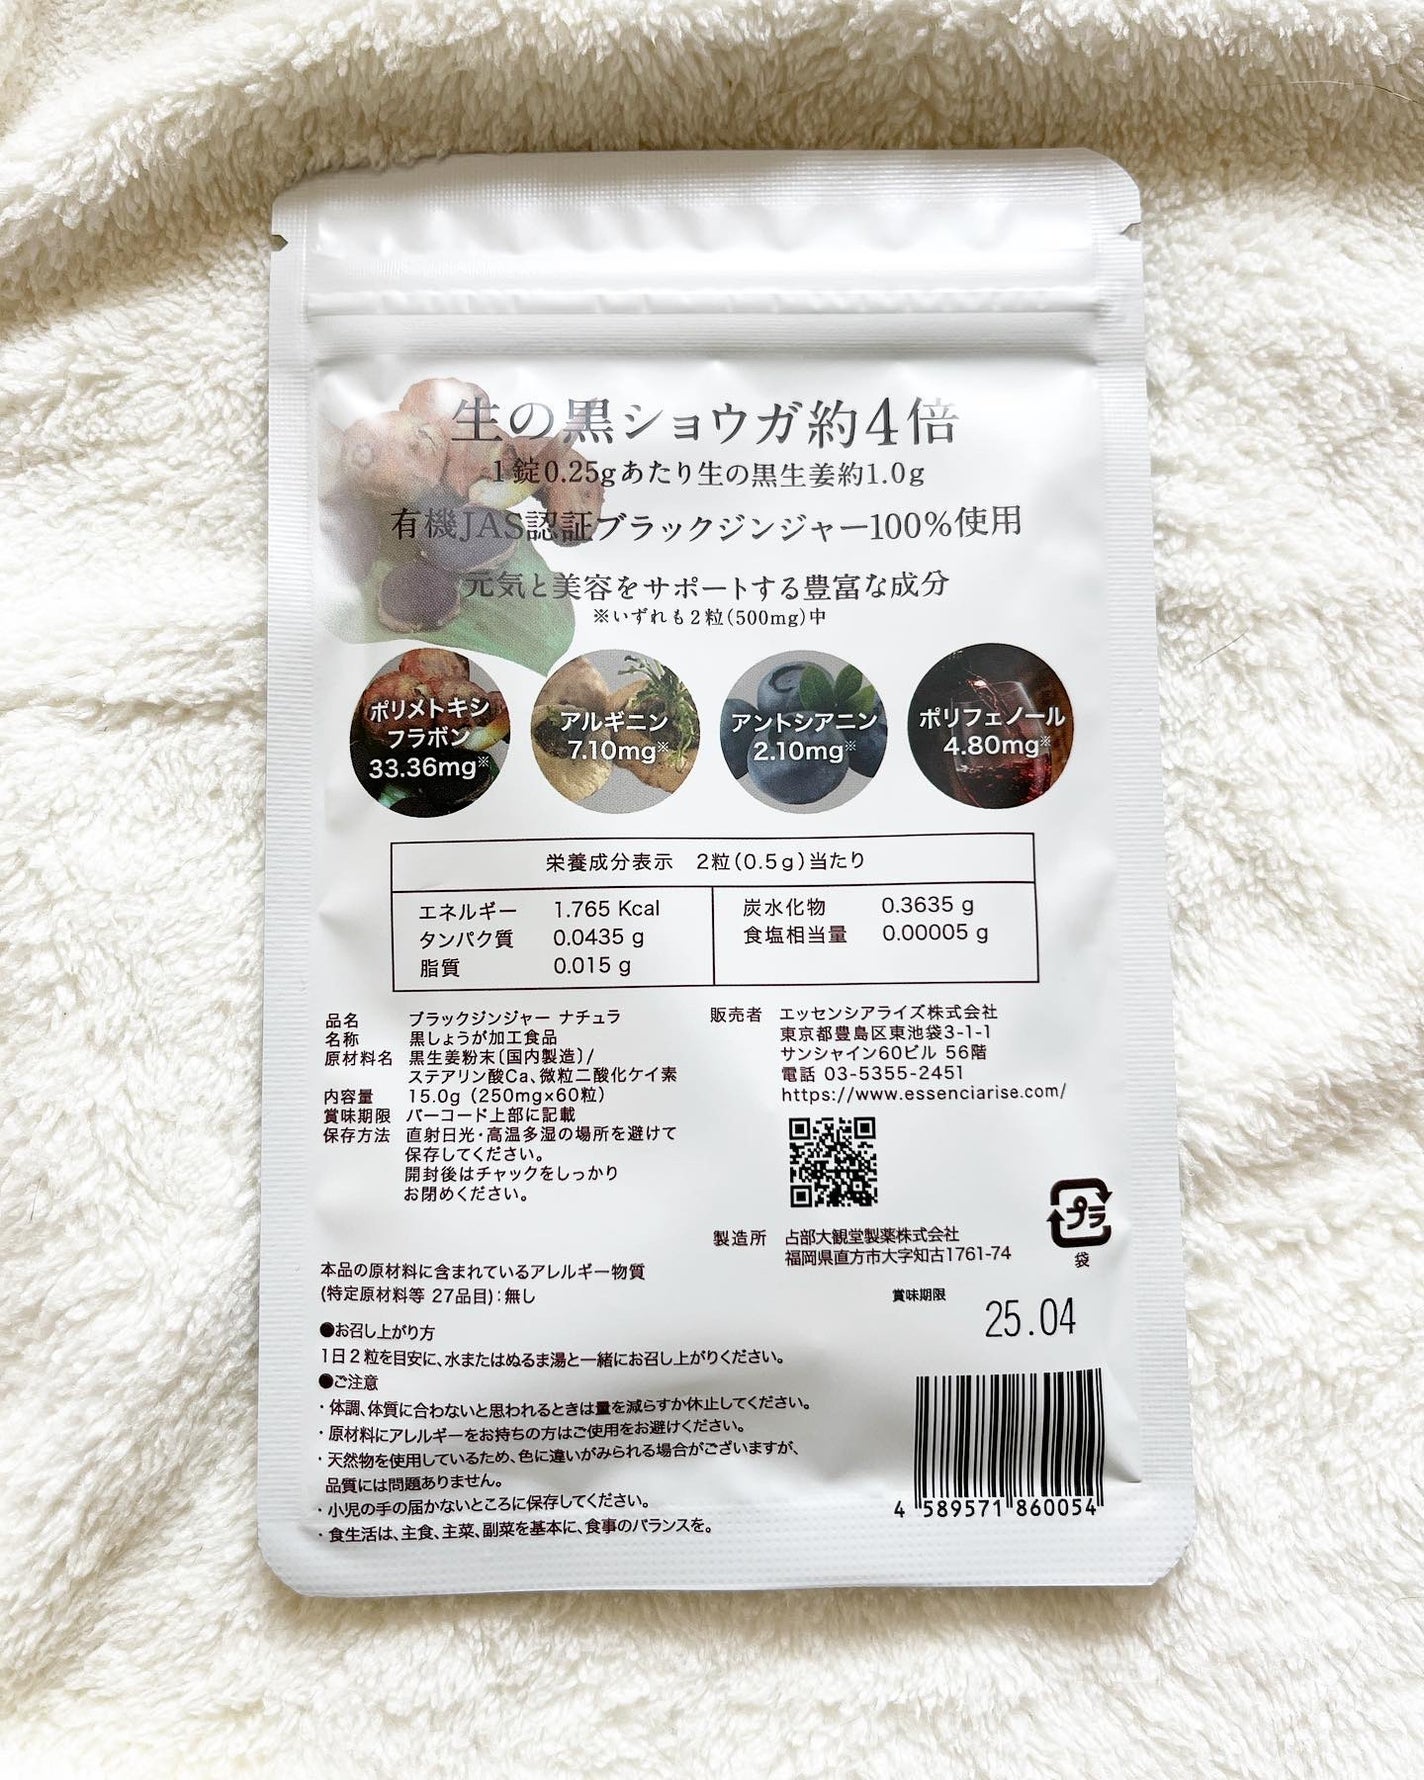 生の黒ショウガ約4倍
1錠0.25gあたり生の黒生姜約1.0g
有機JAS認証ブラックジンジャー100%使用
元気と美容をサポートする豊富な成分
※いずれも2粒(500mg)中
ポリメトキシ
フラボン
33.36mg※
アルギニン
7.10mg※
アントシアニン
2.10mg※
ポリフェノール
4.80mg※
栄養成分表示 2粒(0.5g)当たり
エネルギー 1.765 Kcal
タンパク質 0.0435 g
脂質 0.015 g
炭水化物 0.3635 g
食塩相当量 0.00005 g
品名 ブラックジンジャー ナチュラ
名称 黒しょうが加工食品
原材料名 黒生姜粉末〔国内製造〕/
ステアリン酸Ca、微粒二酸化ケイ素
内容量 15.0g (250mg×60粒)
賞味期限 バーコード上部に記載
保存方法 直射日光・高温多湿の場所を避けて
保存してください。
開封後はチャックをしっかり
お閉めください。
販売者 エッセンシアライズ株式会社
東京都豊島区東池袋3-1-1
サンシャイン60ビル 56階
電話 03-5355-2451
https://www.essenciarise.com/
製造所 占部大観堂製薬株式会社
福岡県直方市大字知古1761-74
プラ
袋
本品の原材料に含まれているアレルギー物質
(特定原材料等 27品目):無し
賞味期限
25.04
●お召し上がり方
1日2粒を目安に、水またはぬるま湯と一緒にお召し上がりください。
●ご注意
・体調、体質に合わないと思われるときは量を減らすか休止してください。
・原材料にアレルギーをお持ちの方はご使用をお避けください。
・天然物を使用しているため、色に違いがみられる場合がございますが、
品質には問題ありません。
・小児の手の届かないところに保存してください。
・食生活は、主食、主菜、副菜を基本に、食事のバランスを。
4 589571 860054